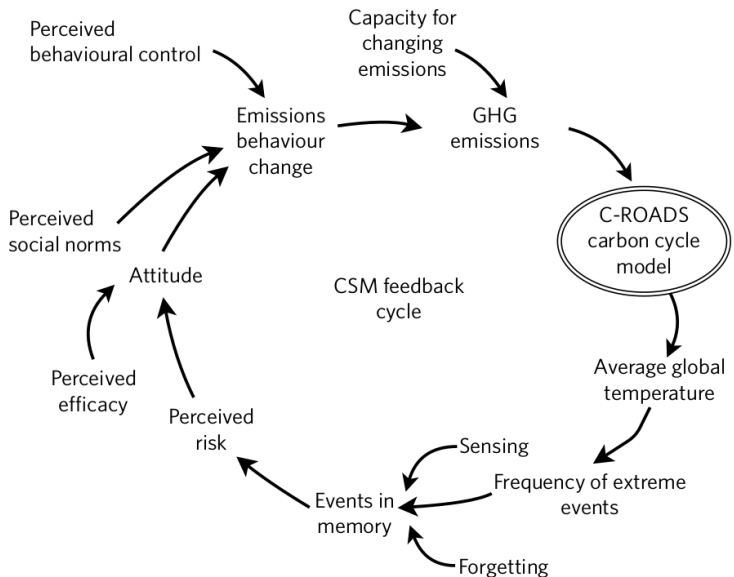 Perceived
behavioural control
Capacity for
changing
emissions
Emissions
behaviour
change
GHG
emissions
C-ROADS
carbon cycle
model
Perceived
social norms
Attitude
CSM feedback
cycle
Perceived
efficacy
Average global
temperature
Perceived
risk
Sensing
Frequency of extreme
events
Events in
memory
Forgetting